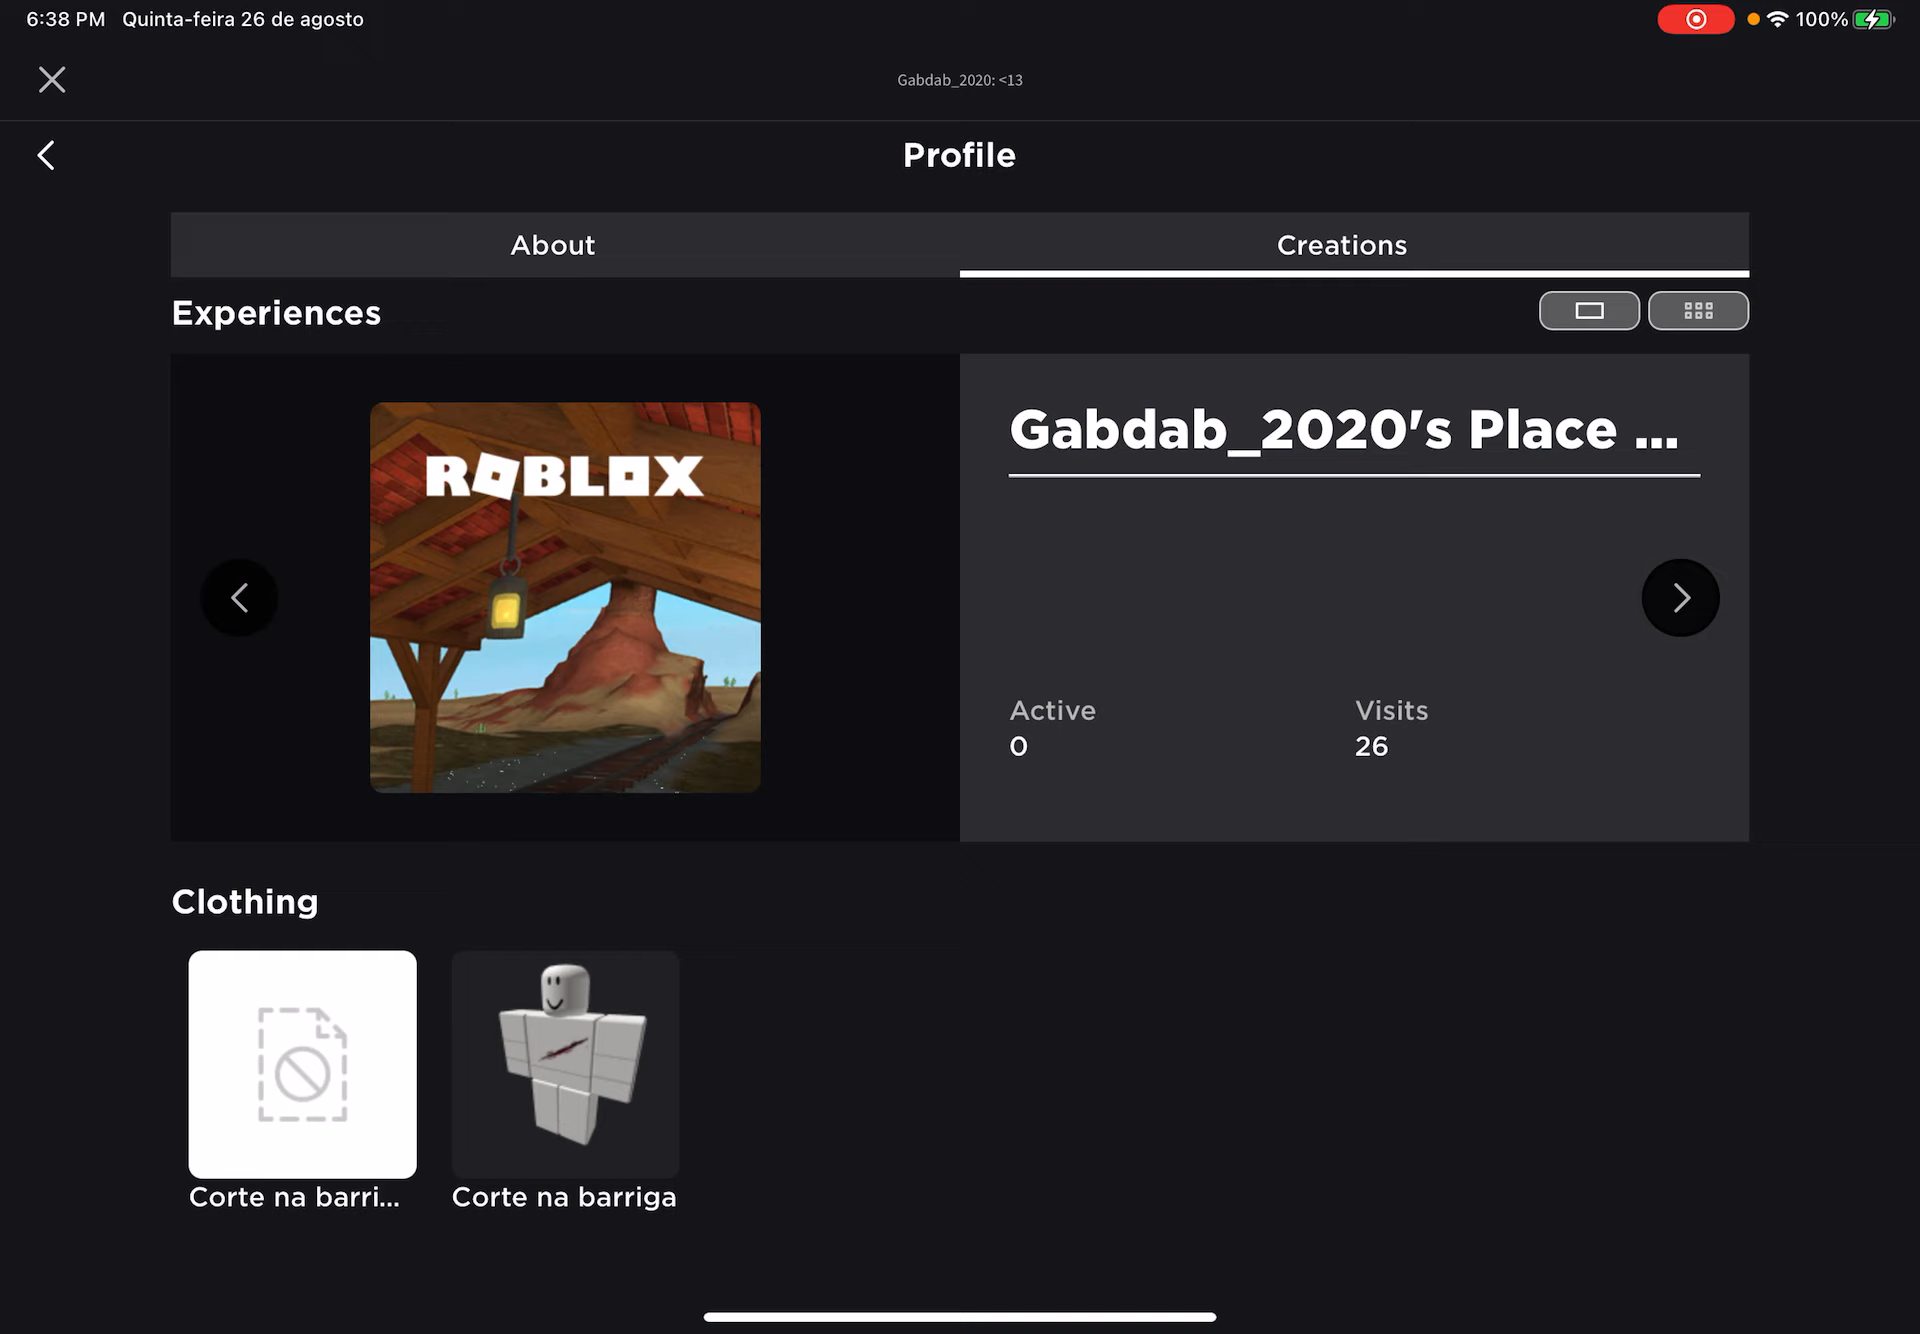 6:38 PM Quinta-feira 26 de agosto
100%
Gabdab_2020: <13
Profile
About
Creations
Experiences
ROBLOX
Gabdab_2020's Place ...
Active
Visits
0
26
Clothing
Corte na barri...
Corte na barriga